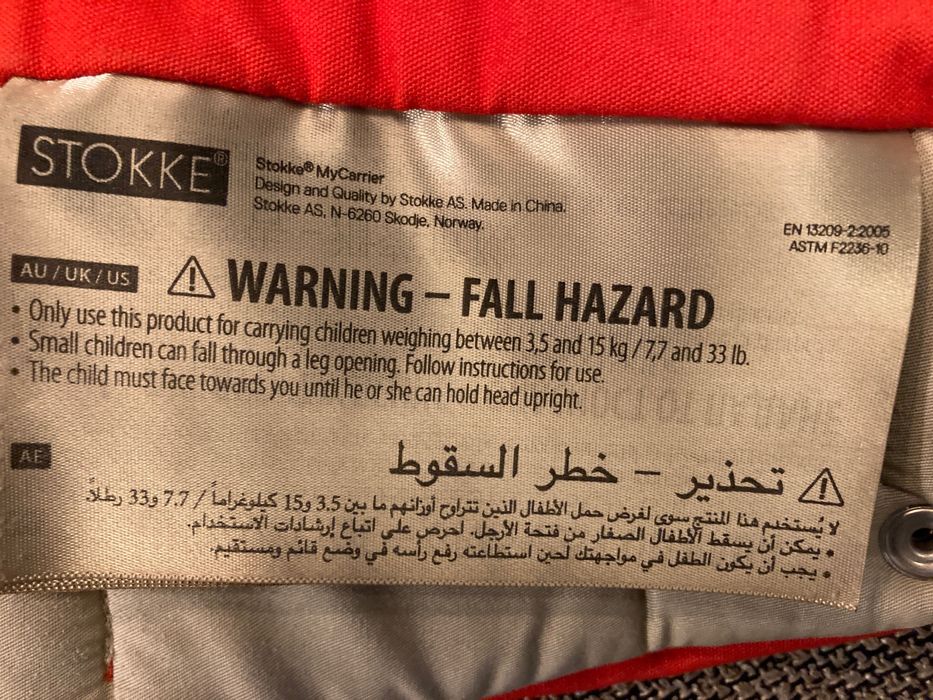 STOKKE®
Stokke® MyCarrier
Design and Quality by Stokke AS. Made in China.
Stokke AS, N-6260 Skodje, Norway.
EN 13209-2:2005
ASTM F2236-10
AU / UK / US
WARNING – FALL HAZARD
• Only use this product for carrying children weighing between 3,5 and 15 kg / 7,7 and 33 lb.
• Small children can fall through a leg opening. Follow instructions for use.
• The child must face towards you until he or she can hold head upright.
AE
تحذير – خطر السقوط
لا يُستخدم هذا المنتج سوى لغرض حمل الأطفال الذين تتراوح أوزانهم ما بين 3.5 و15 كيلوغراماً / 7.7 و33 رطلاً.
• يمكن أن يسقط الأطفال الصغار من فتحة الأرجل. احرص على اتباع إرشادات الاستخدام.
• يجب أن يكون الطفل في مواجهتك لحين استطاعته رفع رأسه في وضع قائم ومستقيم.